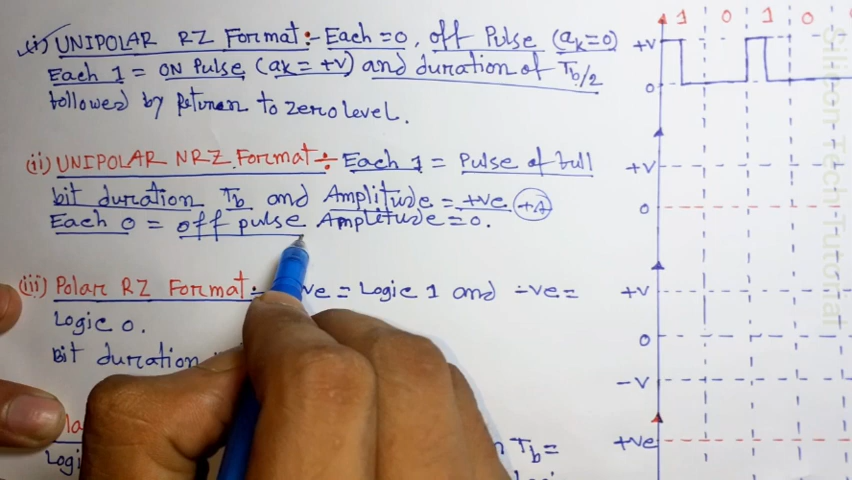 (i) UNIPOLAR RZ Format:- Each = 0, off Pulse (ak=0)
Each 1 = ON Pulse (ak = +V) and duration of Tb/2
followed by Return to zero level.
(ii) UNIPOLAR NRZ Format ÷ Each 1 = Pulse of full
bit duration Tb and Amplitude = +ve +A
Each 0 = off pulse Amplitude = 0.
(iii) Polar RZ Format ÷ ve = Logic 1 and ÷ve =
Logic 0.
Bit duration
Tb =
Logi
1 0 1 0
+V
0
+V
0
+V
0
-V
+ve
Silicon Tech Tutorial